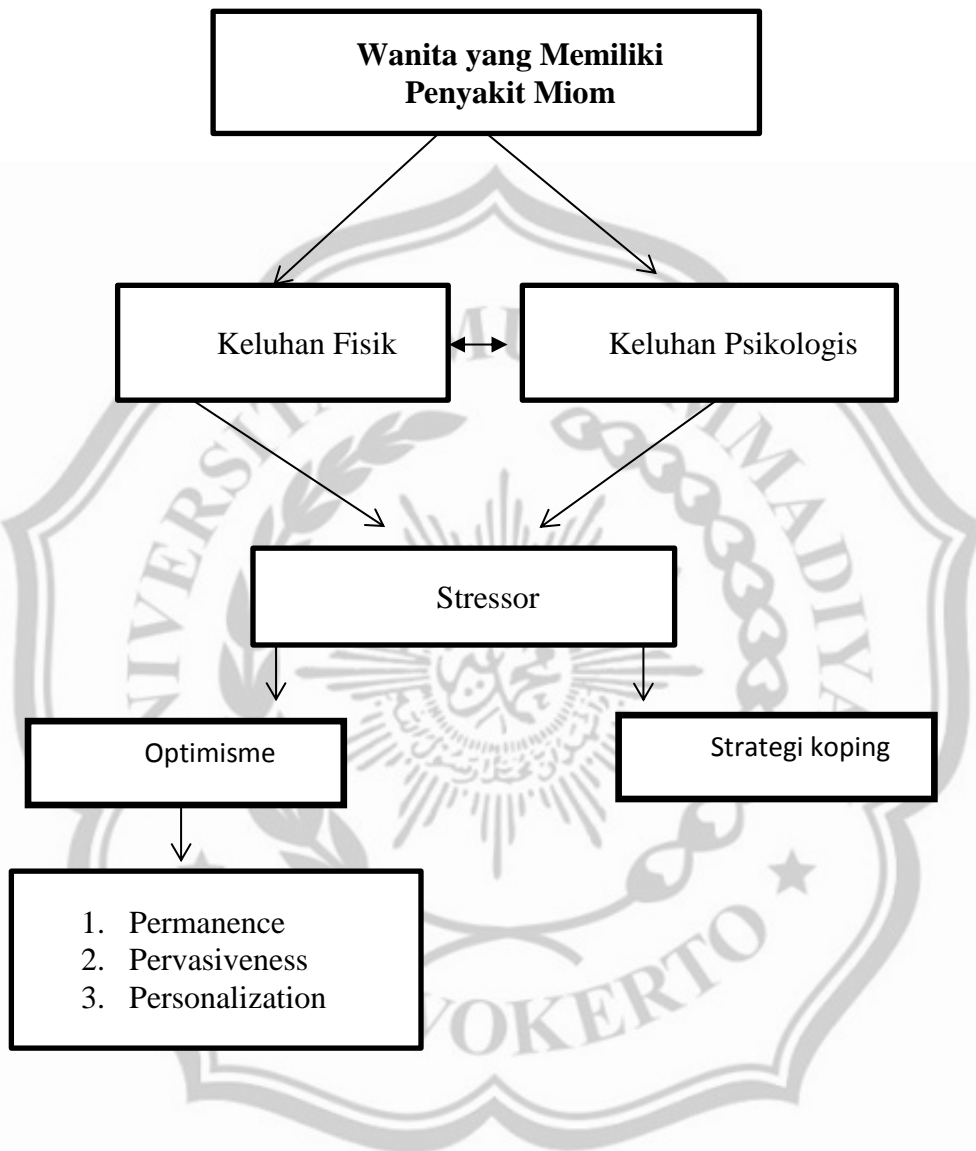 Wanita yang Memiliki
Penyakit Miom
Keluhan Fisik
Keluhan Psikologis
Stressor
Optimisme
Strategi koping
1. Permanence
2. Pervasiveness
3. Personalization